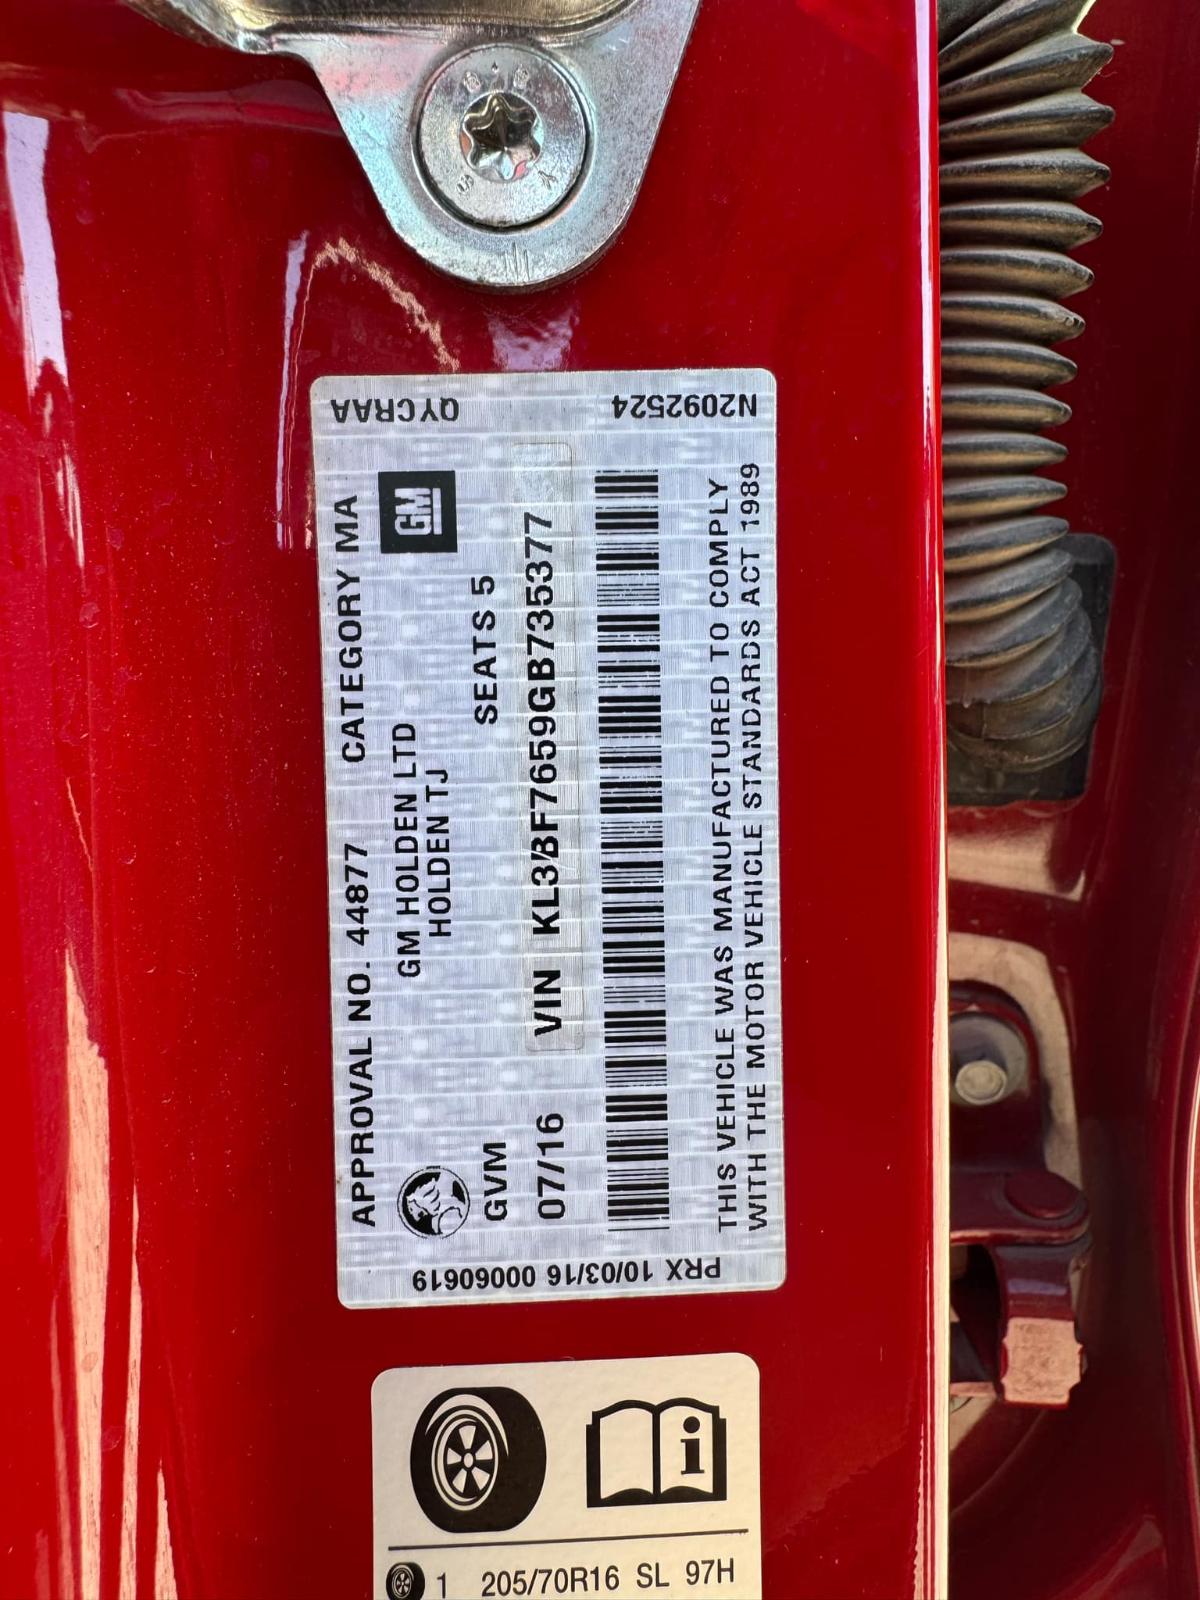 QYCRAA
N2092524
APPROVAL NO. 44877 CATEGORY MA
GM HOLDEN LTD
HOLDEN TJ
GM
GVM SEATS 5
07/16 VIN KL3BF7659GB735377
THIS VEHICLE WAS MANUFACTURED TO COMPLY
WITH THE MOTOR VEHICLE STANDARDS ACT 1989
PRX 10/03/16 00060619
i
1 205/70R16 SL 97H